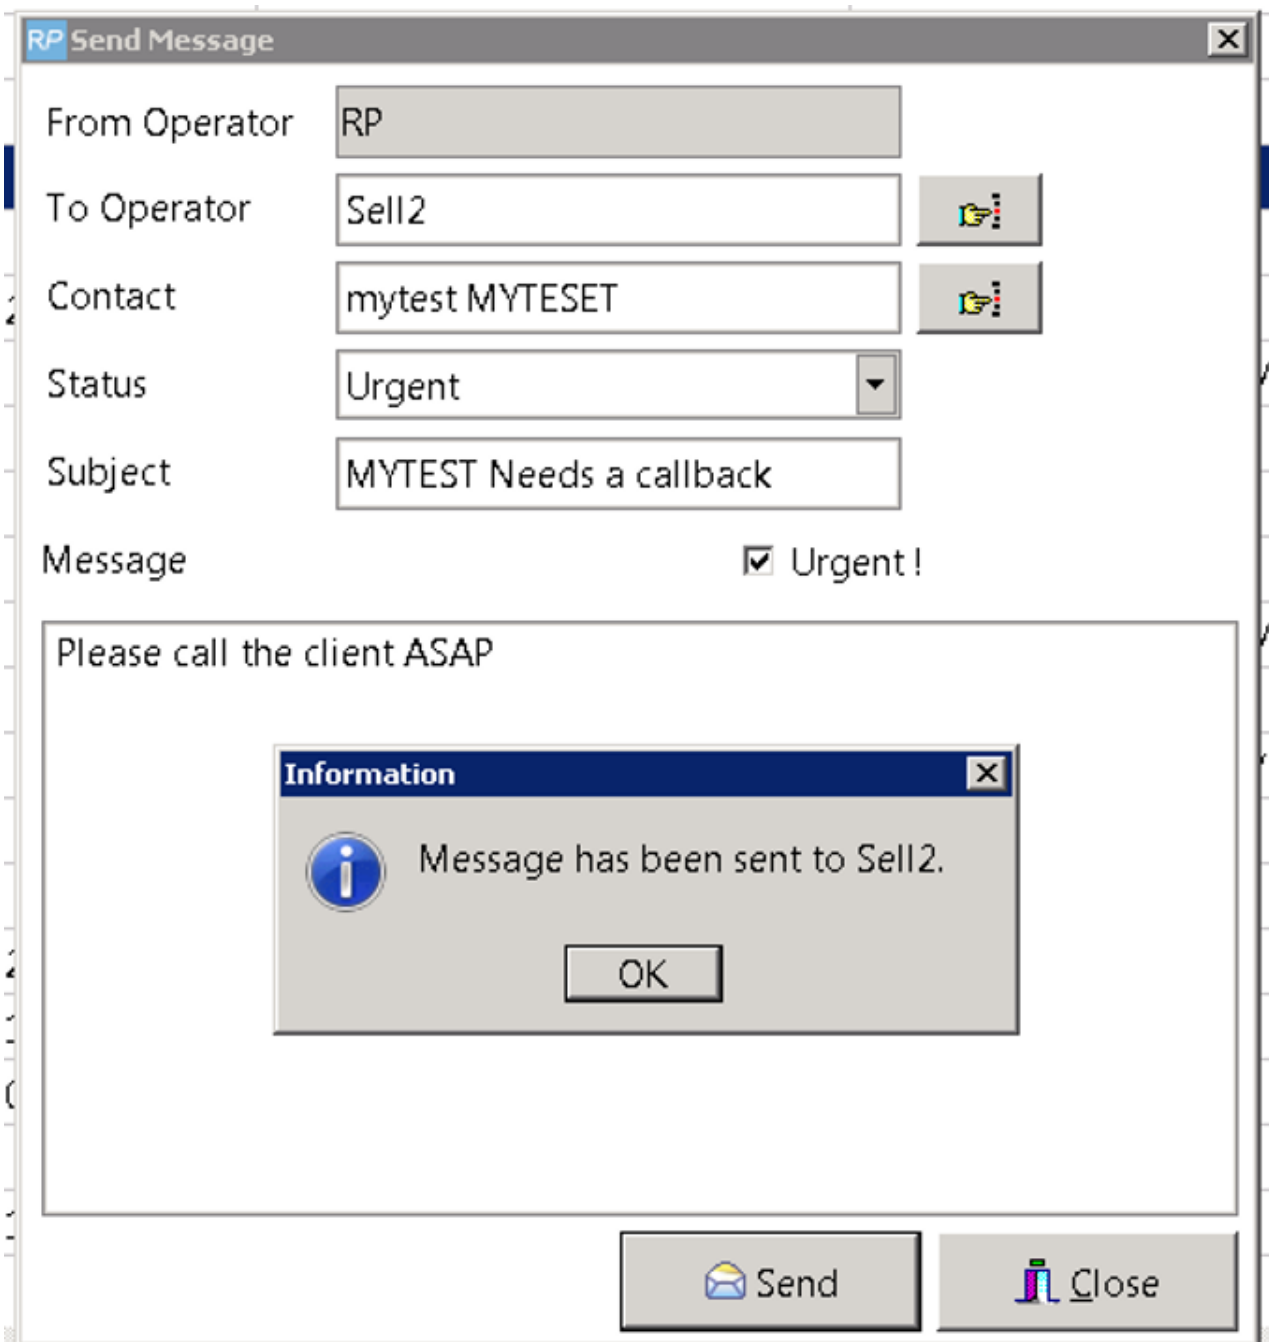 RP Send Message
From Operator RP
To Operator Sell2
Contact mytest MYTESET
Status Urgent
Subject MYTEST Needs a callback
Message Urgent !
Please call the client ASAP
Information
Message has been sent to Sell2.
OK
Send Close